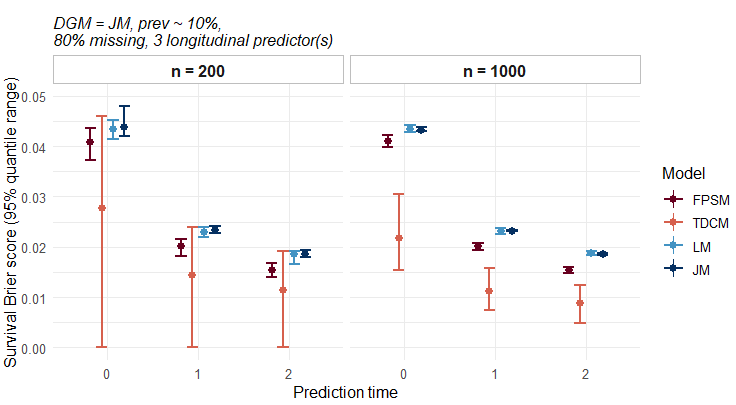 DGM = JM, prev ~ 10%,
80% missing, 3 longitudinal predictor(s)
n = 200
n = 1000
Survival Brier score (95% quantile range)
0.05
0.04
0.03
0.02
0.01
0.00
0 1 2
0 1 2
Prediction time
Model
FPSM
TDCM
LM
JM